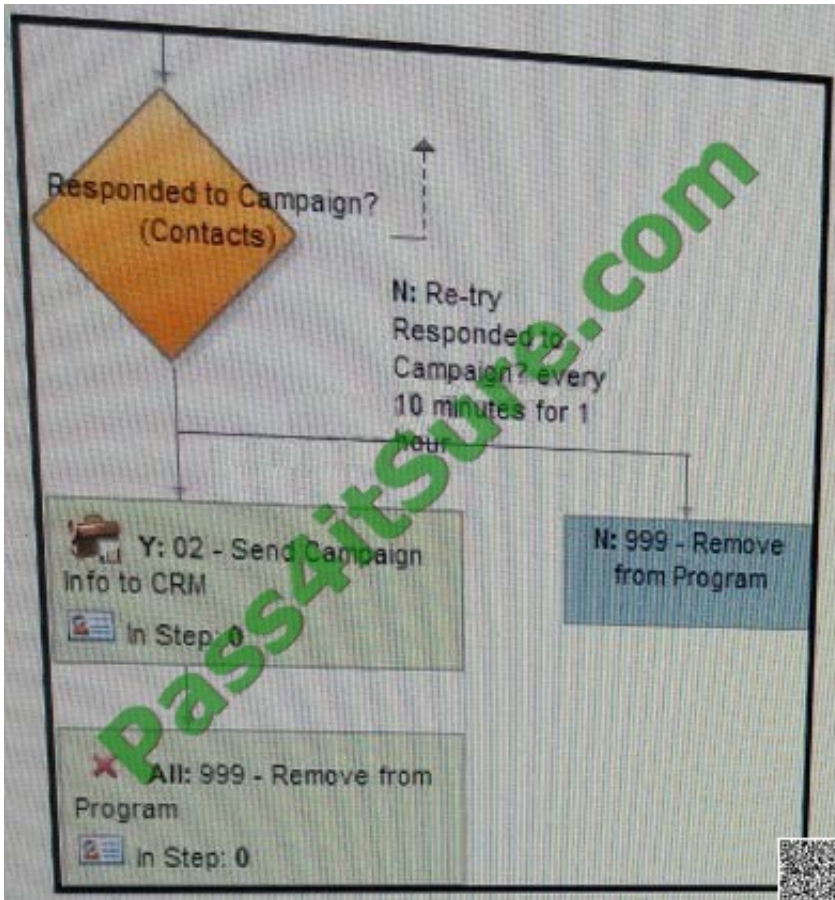 Responded to Campaign?
(Contacts)
N: Re-try
Responded to
Campaign? every
10 minutes for 1
hour
Y: 02 - Send Campaign
Info to CRM
In Step: 0
N: 999 - Remove
from Program
All: 999 - Remove from
Program
In Step: 0
Pass4itSure.com